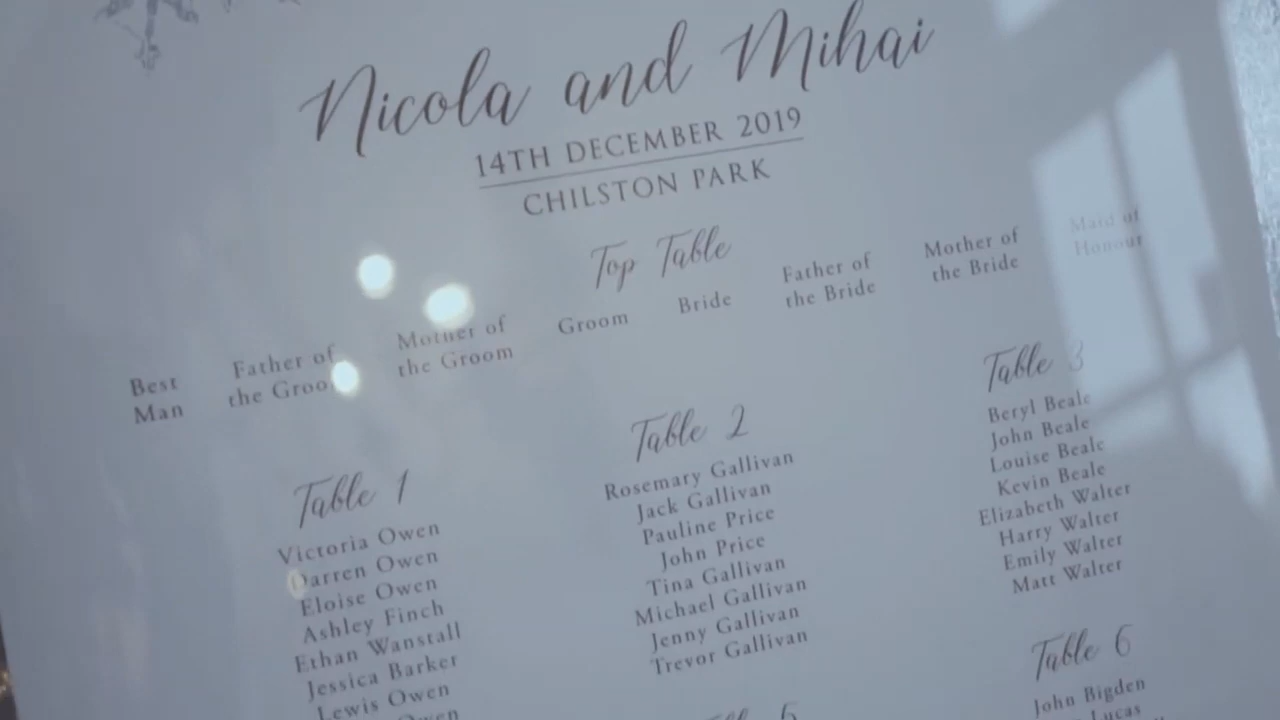 Nicola and Mihai
14TH DECEMBER 2019
CHILSTON PARK
Top Table
Best
Man
Father of
the Groo
Mother of
the Groom
Groom
Bride
Father of
the Bride
Mother of
the Bride
Maid of
Honour
Table 1
Victoria Owen
Darren Owen
Eloise Owen
Ashley Finch
Ethan Wanstall
Jessica Barker
Lewis Owen
Owen
Table 2
Rosemary Gallivan
Jack Gallivan
Pauline Price
John Price
Tina Gallivan
Michael Gallivan
Jenny Gallivan
Trevor Gallivan
Table 3
Beryl Beale
John Beale
Louise Beale
Kevin Beale
Elizabeth Walter
Harry Walter
Emily Walter
Matt Walter
5
Table 6
John Bigden
Lucas